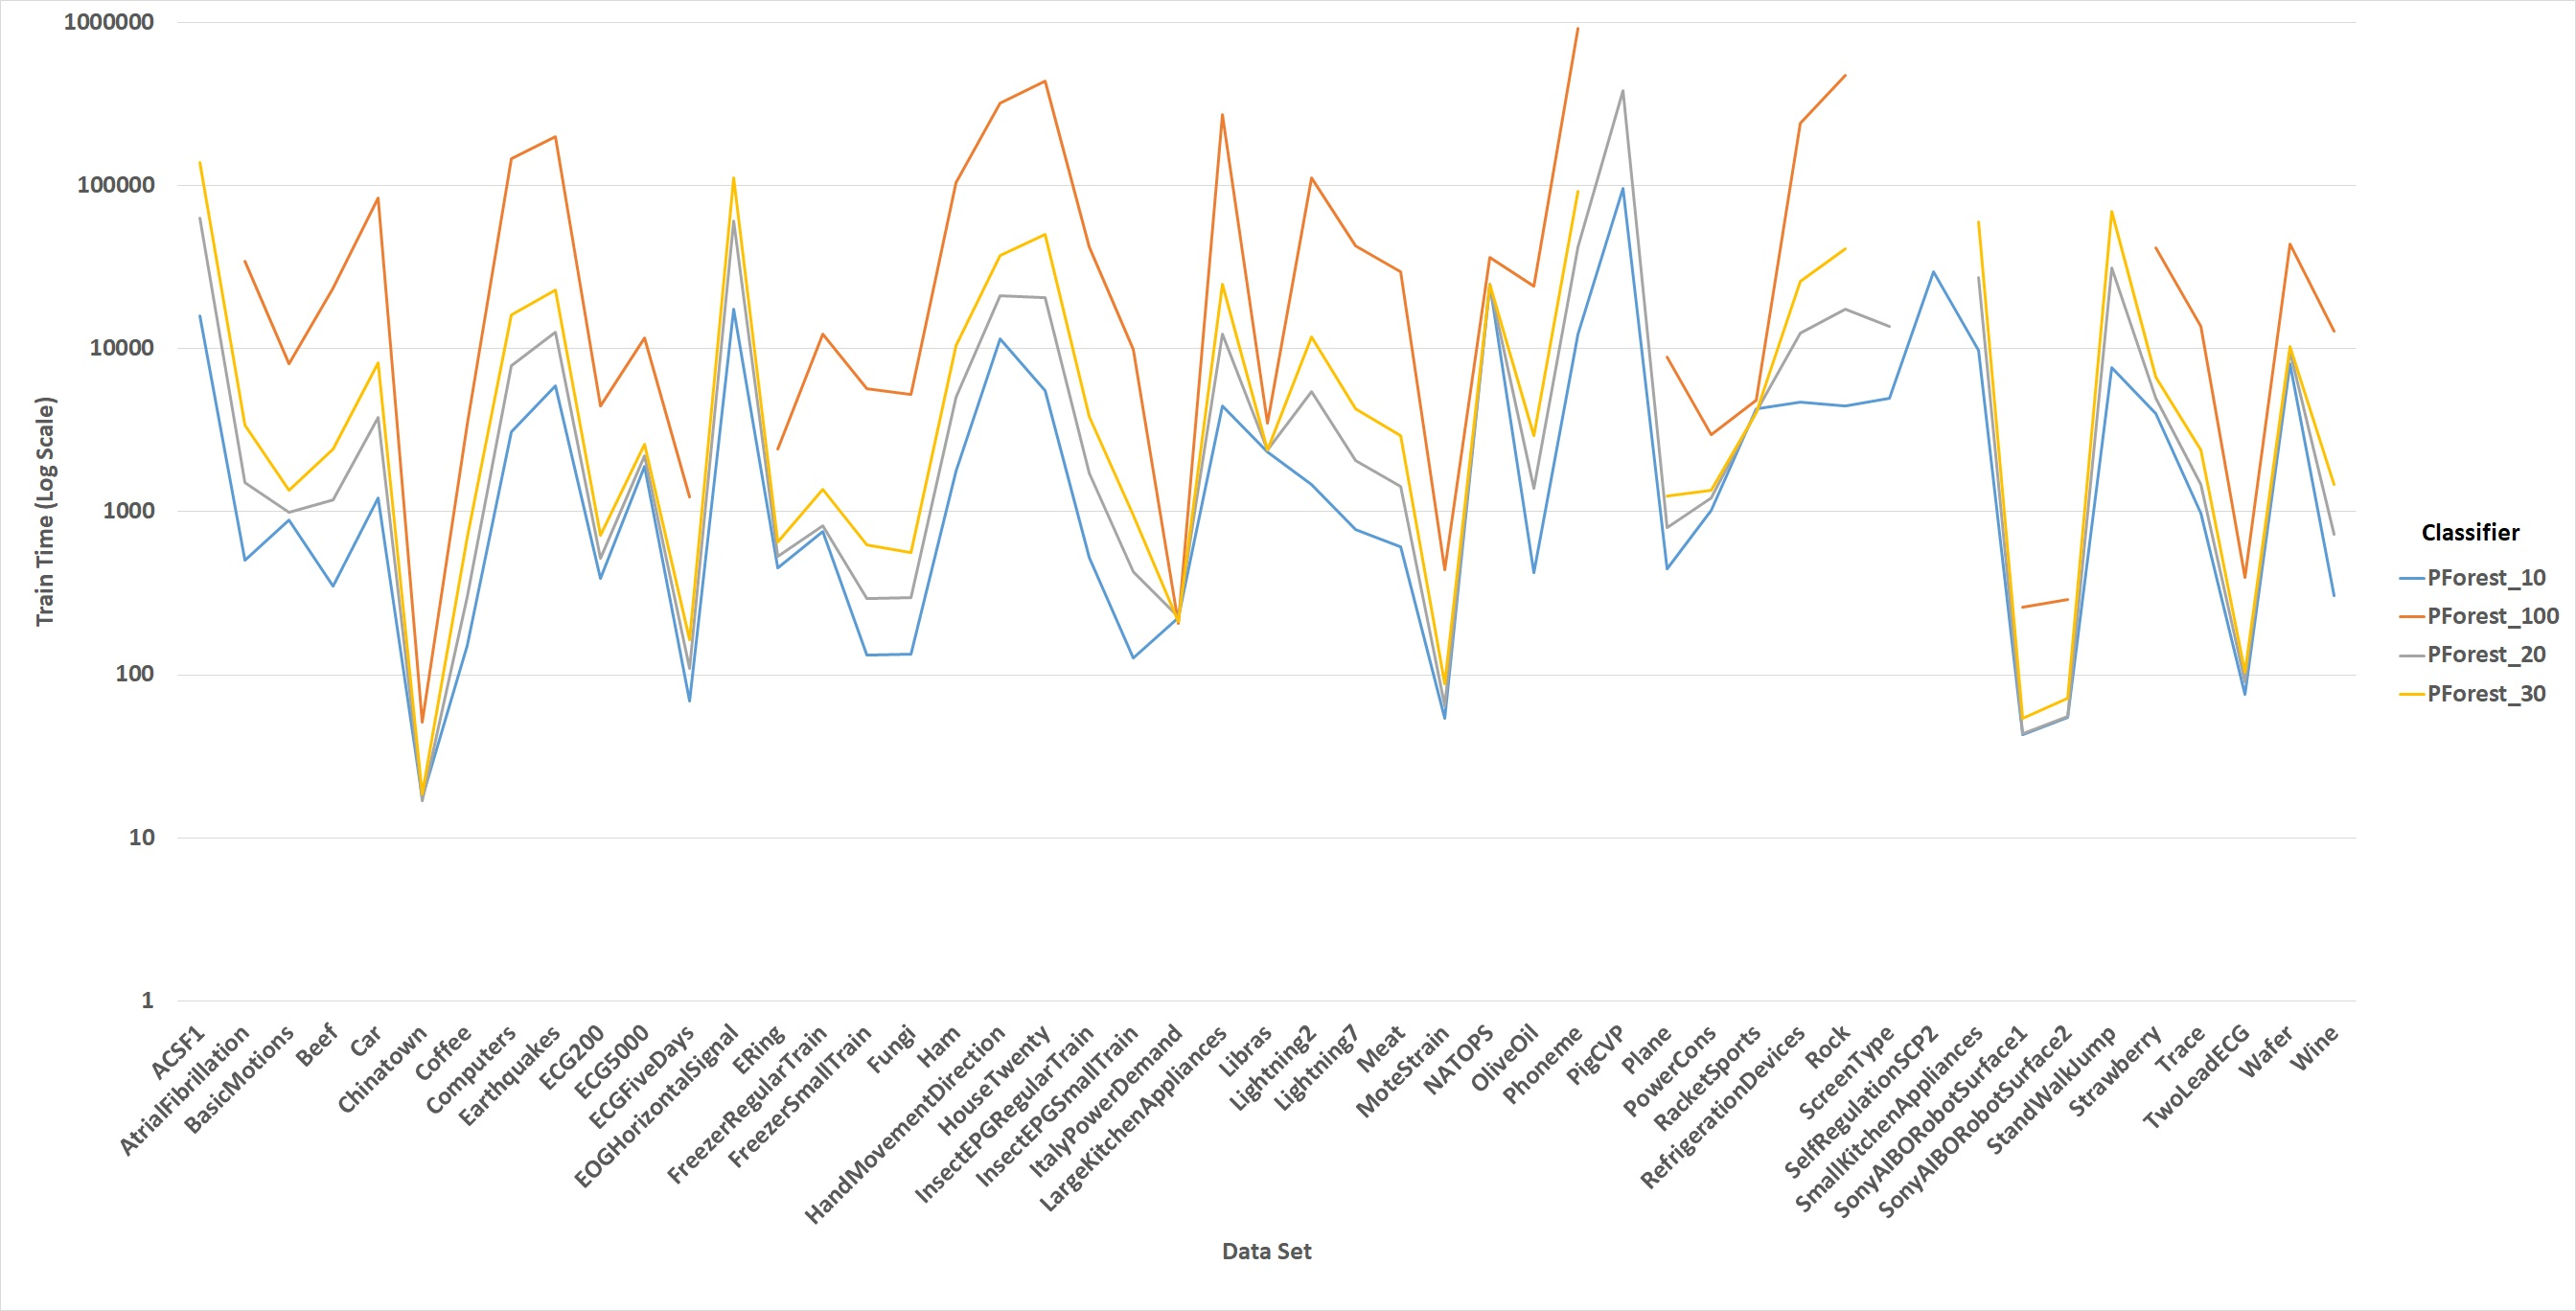 1000000
100000
10000
1000
100
10
1
Train Time (Log Scale)
ACSF1
AtrialFibrillation
BasicMotions
Beef
Car
Chinatown
Coffee
Computers
Earthquakes
ECG200
ECG5000
ECGFiveDays
EOGHorizontalSignal
ERing
FreezerRegularTrain
FreezerSmallTrain
Fungi
Ham
HandMovementDirection
HouseTwenty
InsectEPGRegularTrain
InsectEPGSmallTrain
ItalyPowerDemand
LargeKitchenAppliances
Libras
Lightning2
Lightning7
Meat
MoteStrain
NATOPS
OliveOil
Phoneme
PigCVP
Plane
PowerCons
RacketSports
RefrigerationDevices
Rock
ScreenType
SelfRegulationSCP2
SmallKitchenAppliances
SonyAIBORobotSurface1
SonyAIBORobotSurface2
StandWalkJump
Strawberry
Trace
TwoLeadECG
Wafer
Wine
Data Set
Classifier
PForest_10
PForest_100
PForest_20
PForest_30